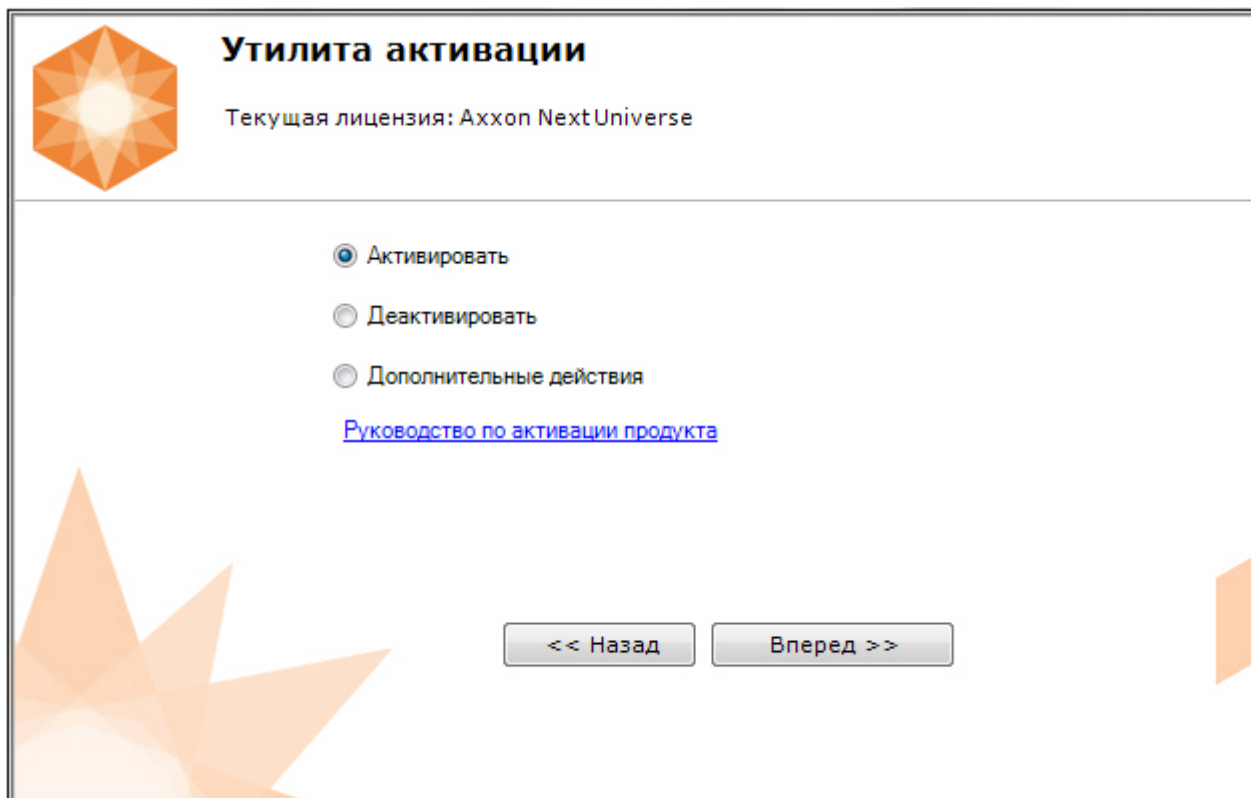 Утилита активации
Текущая лицензия: Axxon Next Universe
Активировать
Деактивировать
Дополнительные действия
Руководство по активации продукта
<< Назад
Вперед >>